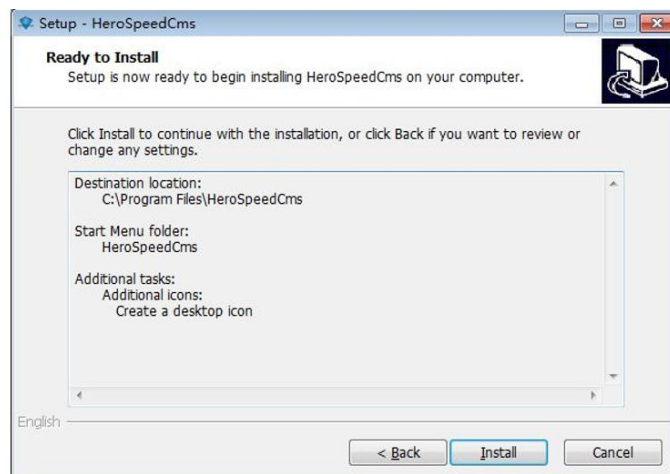 Setup - HeroSpeedCms
Ready to Install
Setup is now ready to begin installing HeroSpeedCms on your computer.
Click Install to continue with the installation, or click Back if you want to review or
change any settings.
Destination location:
C:\Program Files\HeroSpeedCms
Start Menu folder:
HeroSpeedCms
Additional tasks:
Additional icons:
Create a desktop icon
English
< Back
Install
Cancel